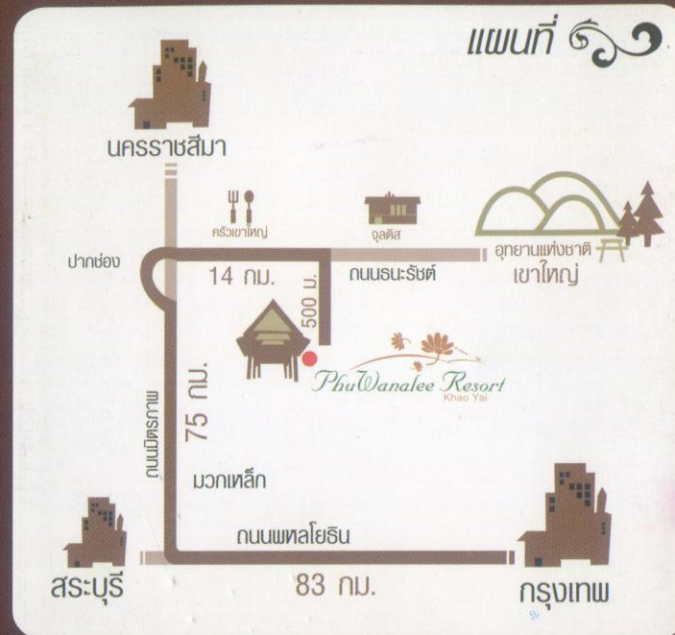 แผนที่
นครราชสีมา
ครัวเขาใหญ่
จุลดิส
ปากช่อง
14 กม.
500 ม.
ถนนธนะรัชต์
อุทยานแห่งชาติ
เขาใหญ่
PhuWanalee Resort
Khao Yai
ถนนมิตรภาพ
75 กม.
มวกเหล็ก
ถนนพหลโยธิน
สระบุรี
83 กม.
กรุงเทพ